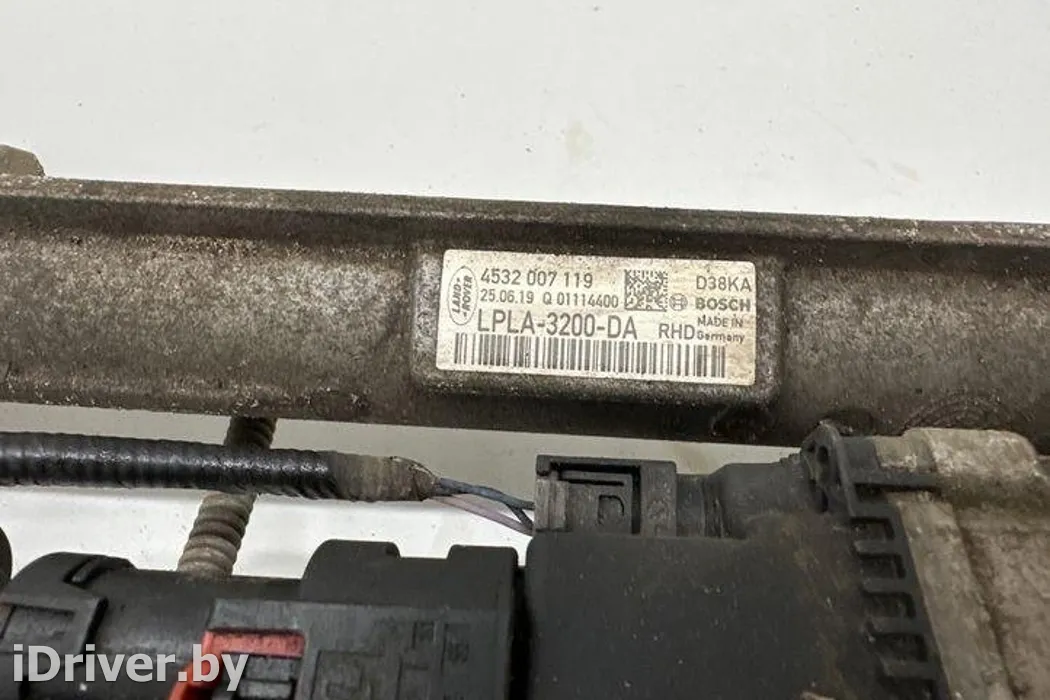 LAND-
-ROVER
4532 007 119
25.06.19 Q 01114400
LPLA-3200-DA
RHD
D38KA
BOSCH
MADE IN
Germany
iDriver.by